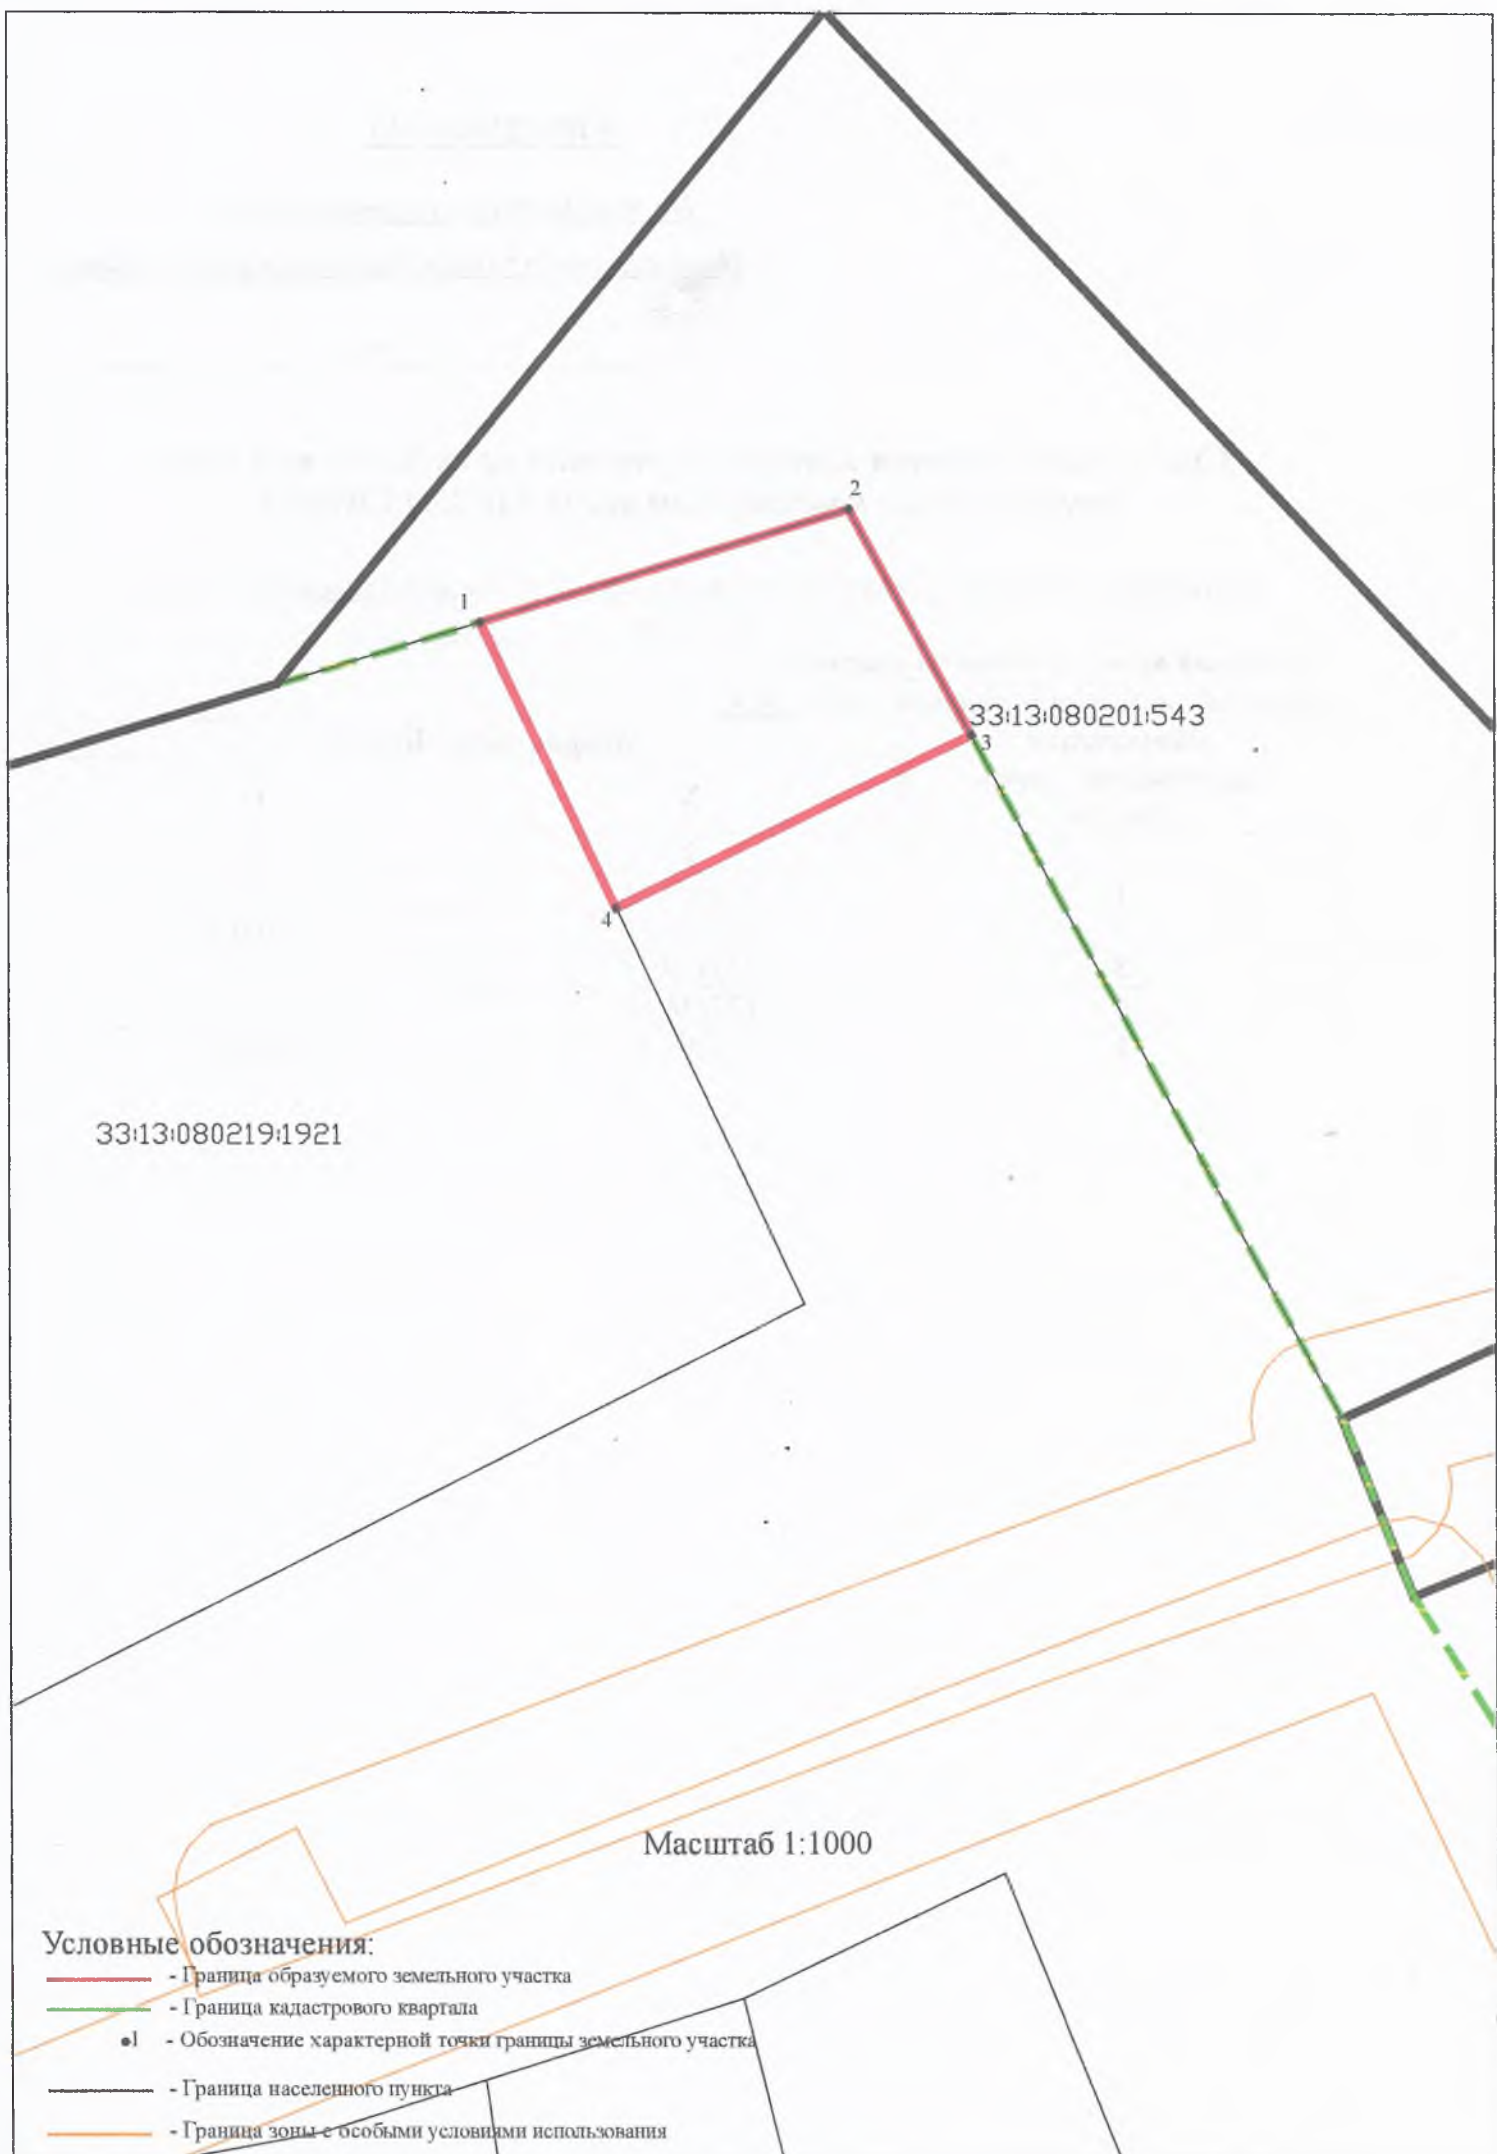 2
1
33:13:080201:543
3
4
33:13:080219:1921
Масштаб 1:1000
Условные обозначения:
- Граница образуемого земельного участка
- Граница кадастрового квартала
1 - Обозначение характерной точки границы земельного участка
- Граница населенного пункта
- Граница зоны с особыми условиями использования